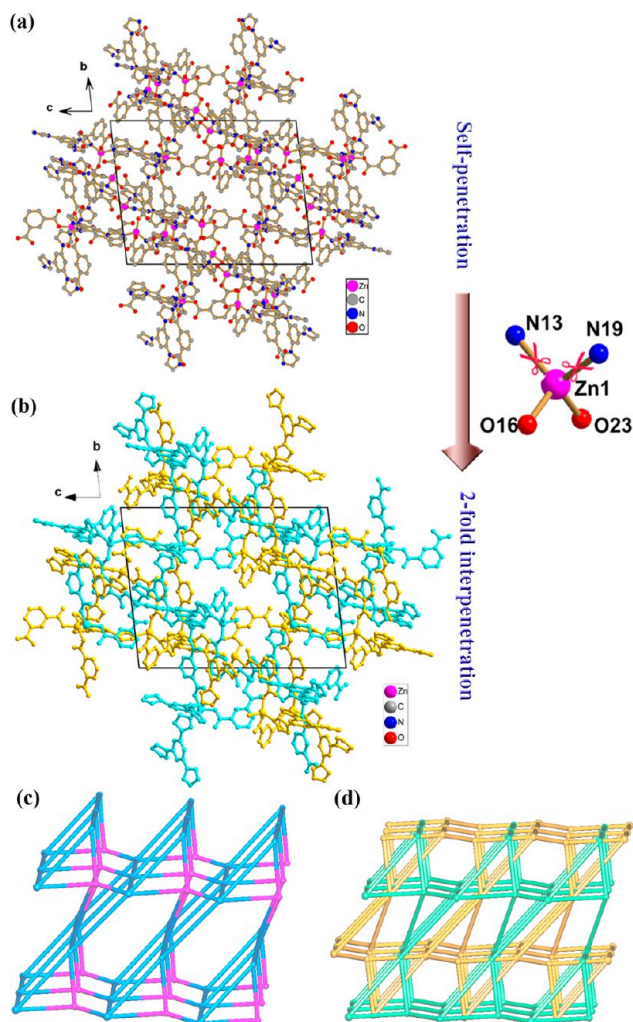 (a)
b
c
Zn
C
N
O
Self-penetration
N13
N19
Zn1
O16
O23
(b)
b
c
Zn
C
N
O
2-fold interpenetration
(c)
(d)